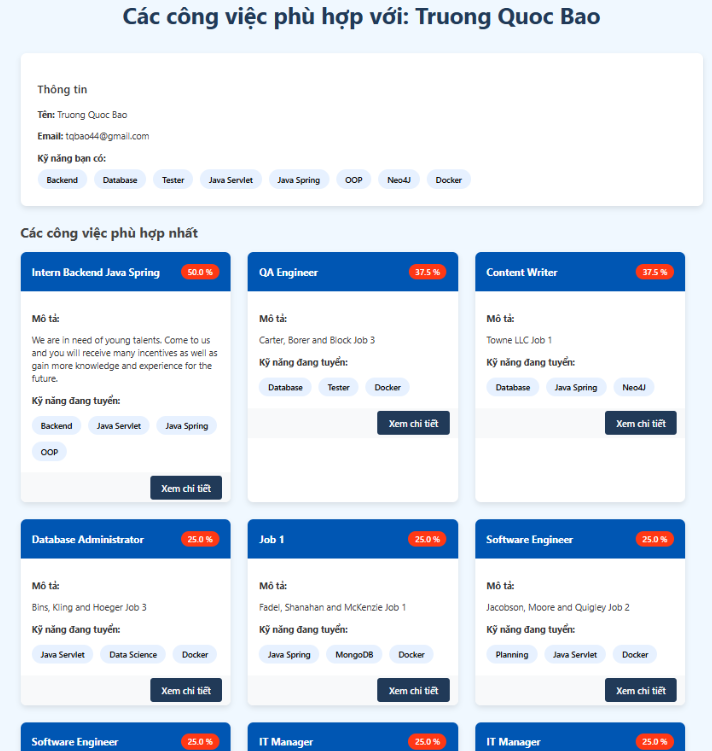 Các công việc phù hợp với: Truong Quoc Bao
Thông tin
Tên: Truong Quoc Bao
Email: tqbao44@gmail.com
Kỹ năng bạn có:
Backend Database Tester Java Servlet Java Spring OOP Neo4J Docker
Các công việc phù hợp nhất
Intern Backend Java Spring 50.0 %
Mô tả:
We are in need of young talents. Come to us
and you will receive many incentives as well as
gain more knowledge and experience for the
future.
Kỹ năng đang tuyển:
Backend Java Servlet Java Spring
OOP
Xem chi tiết
QA Engineer 37.5 %
Mô tả:
Carter, Borer and Block Job 3
Kỹ năng đang tuyển:
Database Tester Docker
Xem chi tiết
Content Writer 37.5 %
Mô tả:
Towne LLC Job 1
Kỹ năng đang tuyển:
Database Java Spring Neo4J
Xem chi tiết
Database Administrator 25.0 %
Mô tả:
Bins, Kling and Hoeger Job 3
Kỹ năng đang tuyển:
Java Servlet Data Science Docker
Xem chi tiết
Job 1 25.0 %
Mô tả:
Fadel, Shanahan and McKenzie Job 1
Kỹ năng đang tuyển:
Java Spring MongoDB Docker
Xem chi tiết
Software Engineer 25.0 %
Mô tả:
Jacobson, Moore and Quigley Job 2
Kỹ năng đang tuyển:
Planning Java Servlet Docker
Xem chi tiết
Software Engineer 25.0 %
IT Manager 25.0 %
IT Manager 25.0 %